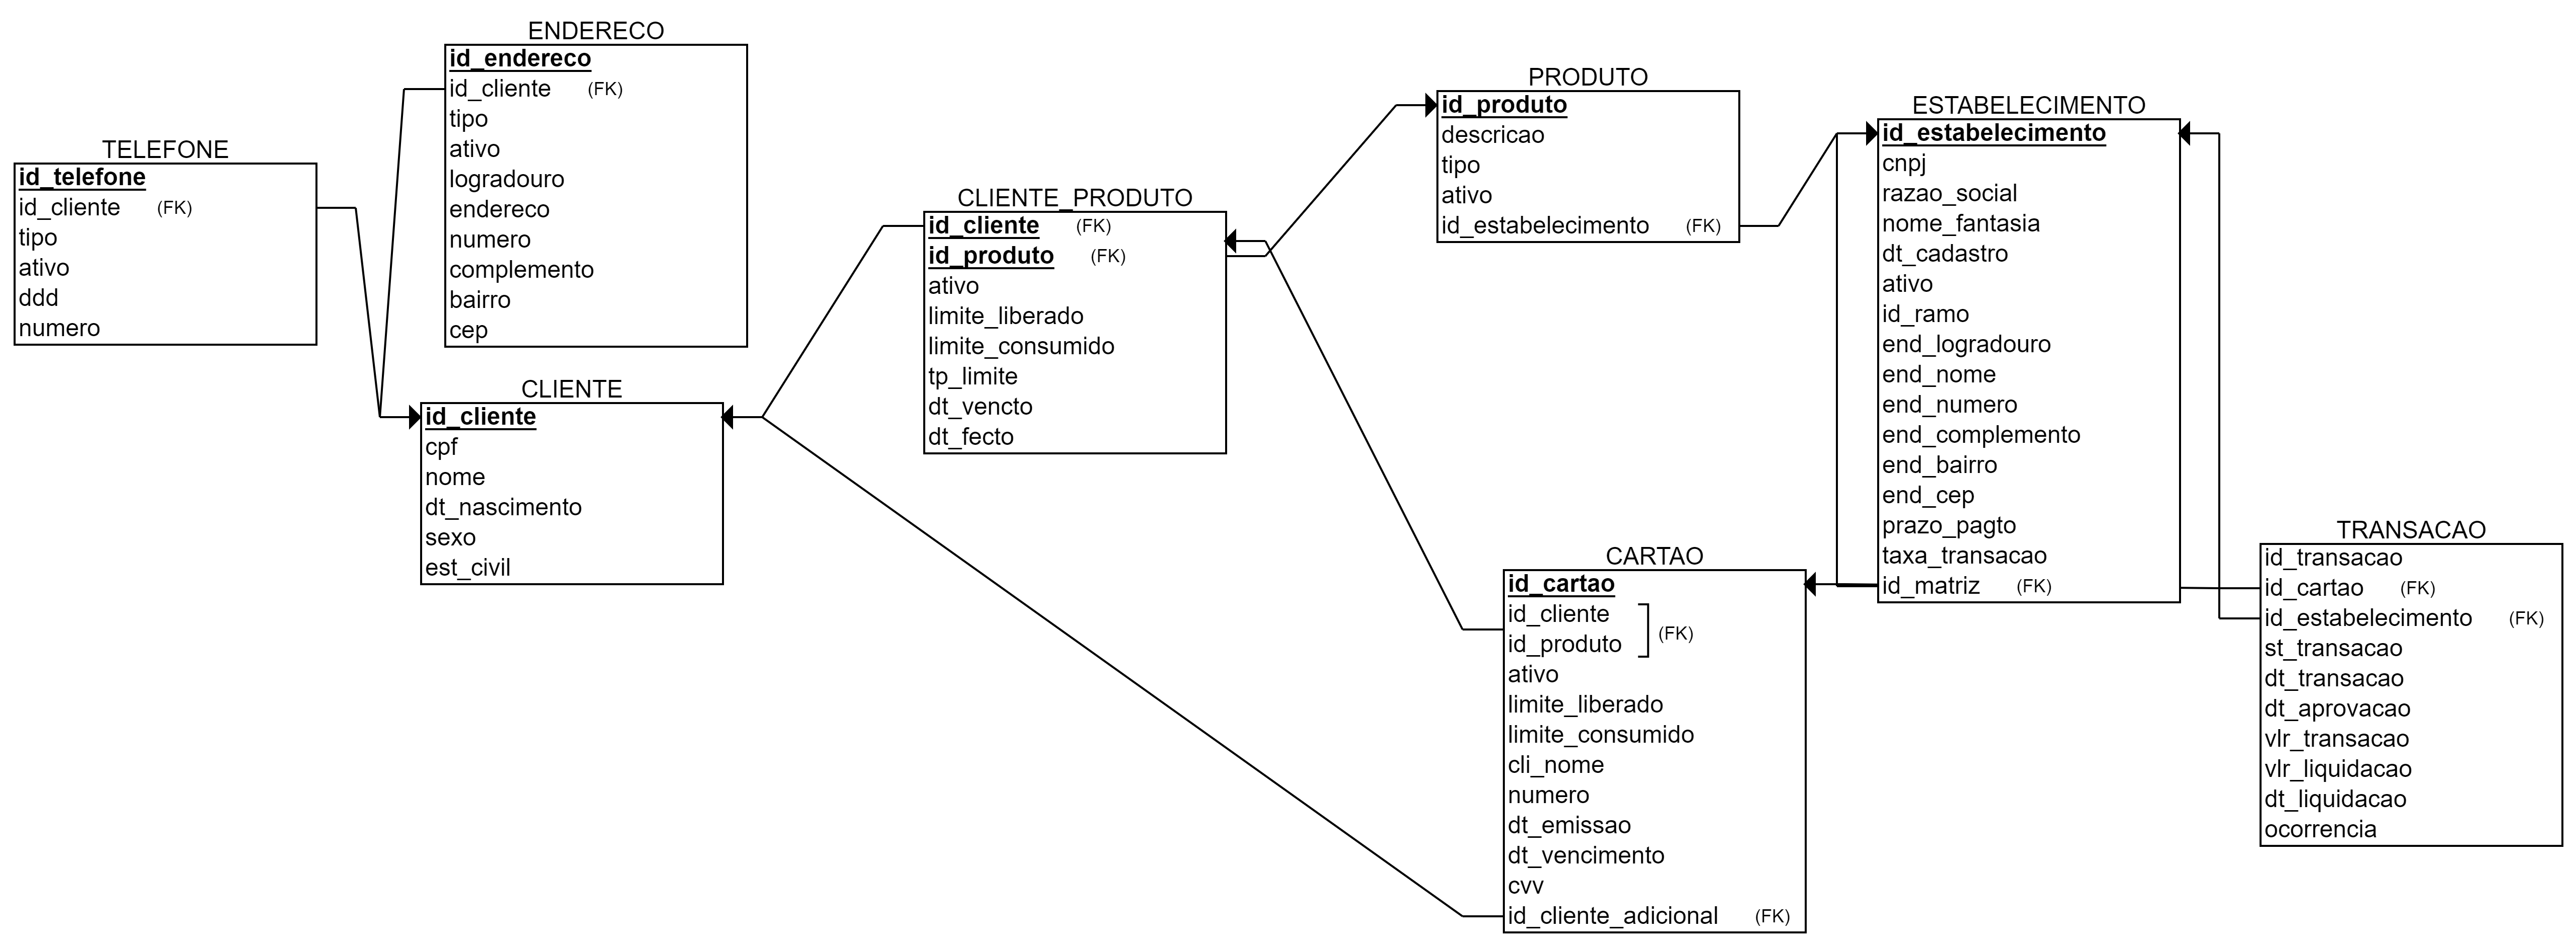 ENDERECO
id_endereco
id_cliente (FK)
tipo
ativo
logradouro
endereco
numero
complemento
bairro
cep
TELEFONE
id_telefone
id_cliente (FK)
tipo
ativo
ddd
numero
CLIENTE
id_cliente
cpf
nome
dt_nascimento
sexo
est_civil
CLIENTE_PRODUTO
id_cliente (FK)
id_produto (FK)
ativo
limite_liberado
limite_consumido
tp_limite
dt_vencto
dt_fecto
PRODUTO
id_produto
descricao
tipo
ativo
id_estabelecimento (FK)
ESTABELECIMENTO
id_estabelecimento
cnpj
razao_social
nome_fantasia
dt_cadastro
ativo
id_ramo
end_logradouro
end_nome
end_numero
end_complemento
end_bairro
end_cep
prazo_pagto
taxa_transacao
id_matriz (FK)
CARTAO
id_cartao
id_cliente
id_produto (FK)
ativo
limite_liberado
limite_consumido
cli_nome
numero
dt_emissao
dt_vencimento
cvv
id_cliente_adicional (FK)
TRANSACAO
id_transacao
id_cartao (FK)
id_estabelecimento (FK)
st_transacao
dt_transacao
dt_aprovacao
vlr_transacao
vlr_liquidacao
dt_liquidacao
ocorrencia